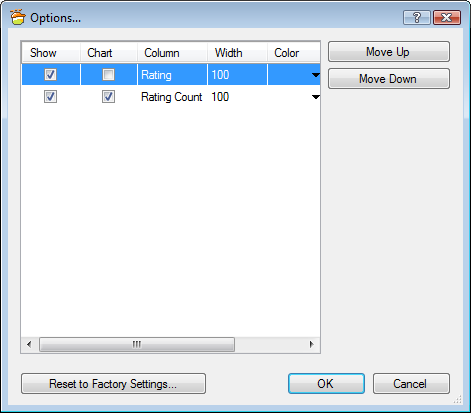 Options...
Show Chart Column Width Color
Move Up
Rating 100
Move Down
Rating Count 100
Reset to Factory Settings...
OK
Cancel